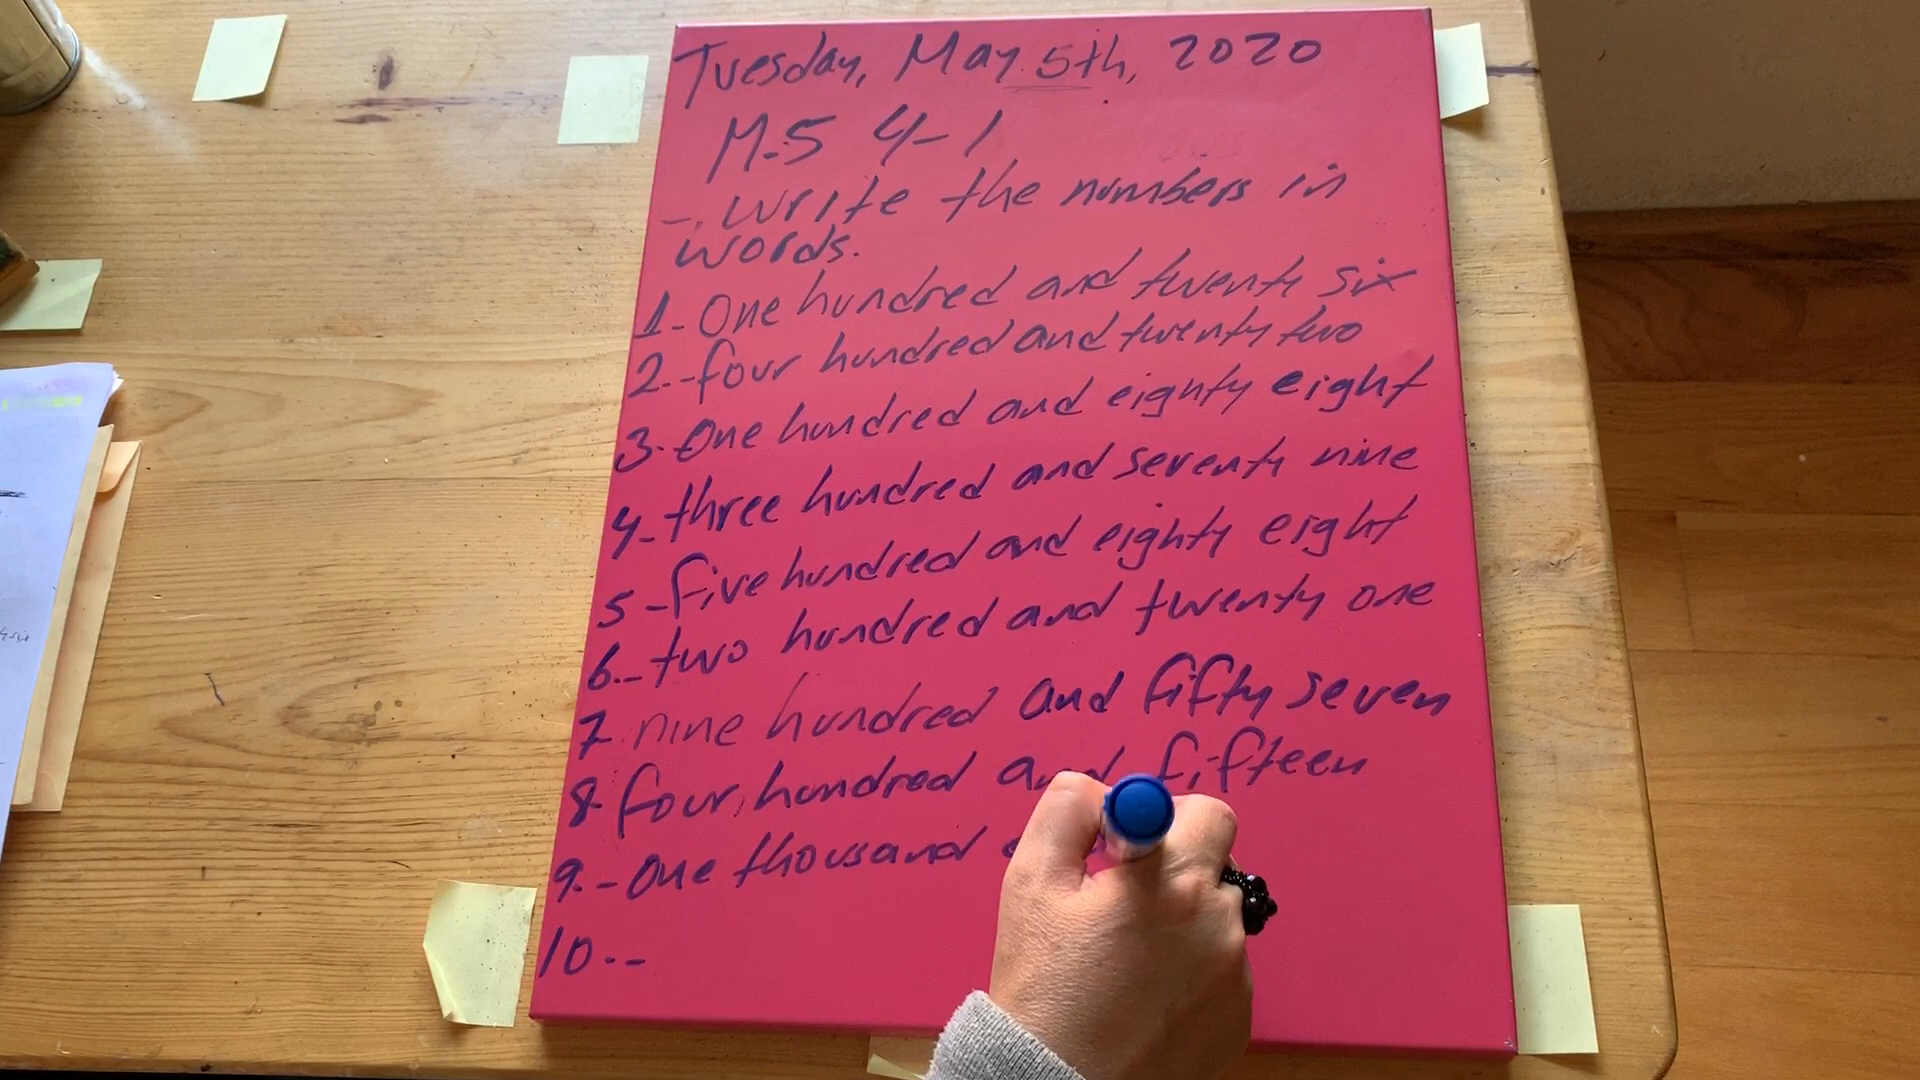 Tuesday, May 5th, 2020
M-5 4-1
-. Write the numbers in
words.
1- One hundred and twenty six
2.- four hundred and twenty two
3- One hundred and eighty eight
4- three hundred and seventy nine
5- five hundred and eighty eight
6.- two hundred and twenty one
7. nine hundred and fifty seven
8- four hundred and fifteen
9.- One thousand
10.-